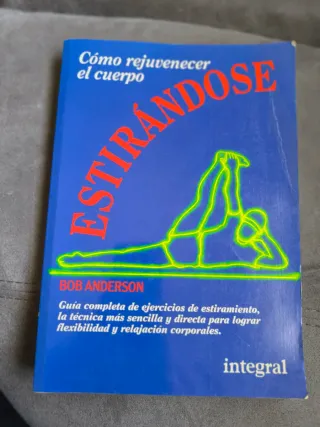 Cómo rejuvenecer
el cuerpo
ESTIRÁNDOSE
BOB ANDERSON
Guía completa de ejercicios de estiramiento,
la técnica más sencilla y directa para lograr
flexibilidad y relajación corporales.
integral